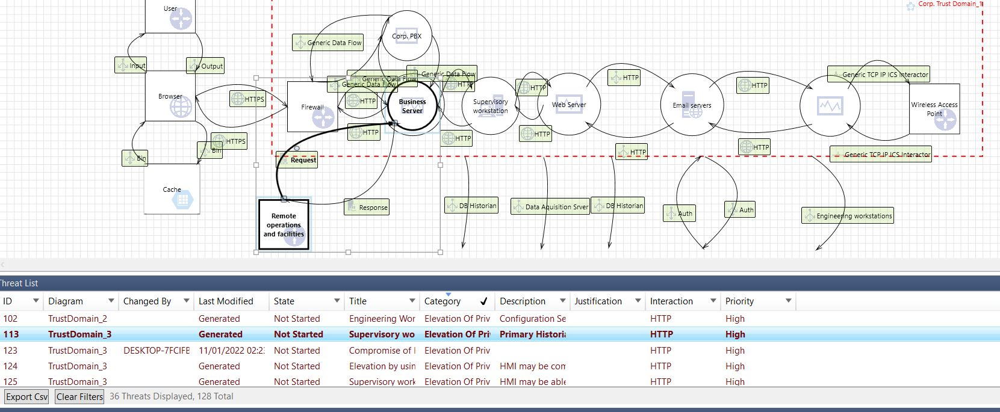 User
Corp. Trust Domain_1
Corp. PBX
Generic Data Flow
Input
Output
Generic Data Flow
Generic Data Flow
Generic Data Flow
HTTP
HTTP
HTTP
HTTP
Generic TCP IP ICS Interactor
Browser
HTTPS
Firewall
HTTP
Business
Server
Supervisory
workstation
Web Server
Email servers
Wireless Access
Point
HTTP
HTTP
HTTP
HTTPS
Bin
Bin
HTTP
HTTP
Generic TCP IP ICS Interactor
Request
Cache
Response
DB Historian
Data Aquisition Srver
DB Historian
Auth
Auth
Engineering workstations
Remote
operations
and facilities
Threat List
ID Diagram Changed By Last Modified State Title Category Description Justification Interaction Priority
102 TrustDomain_2 Generated Not Started Engineering Wor Elevation Of Priv Configuration Se HTTP High
113 TrustDomain_3 Generated Not Started Supervisory wo Elevation Of Priv Primary Historia HTTP High
123 TrustDomain_3 DESKTOP-7FCIFE 11/01/2022 02:23 Not Started Compromise of Elevation Of Priv HTTP High
124 TrustDomain_3 Generated Not Started Elevation by usin Elevation Of Priv HMI may be com HTTP High
125 TrustDomain_3 Generated Not Started Supervisory work Elevation Of Priv HMI may be able HTTP High
Export Csv Clear Filters 36 Threats Displayed, 128 Total